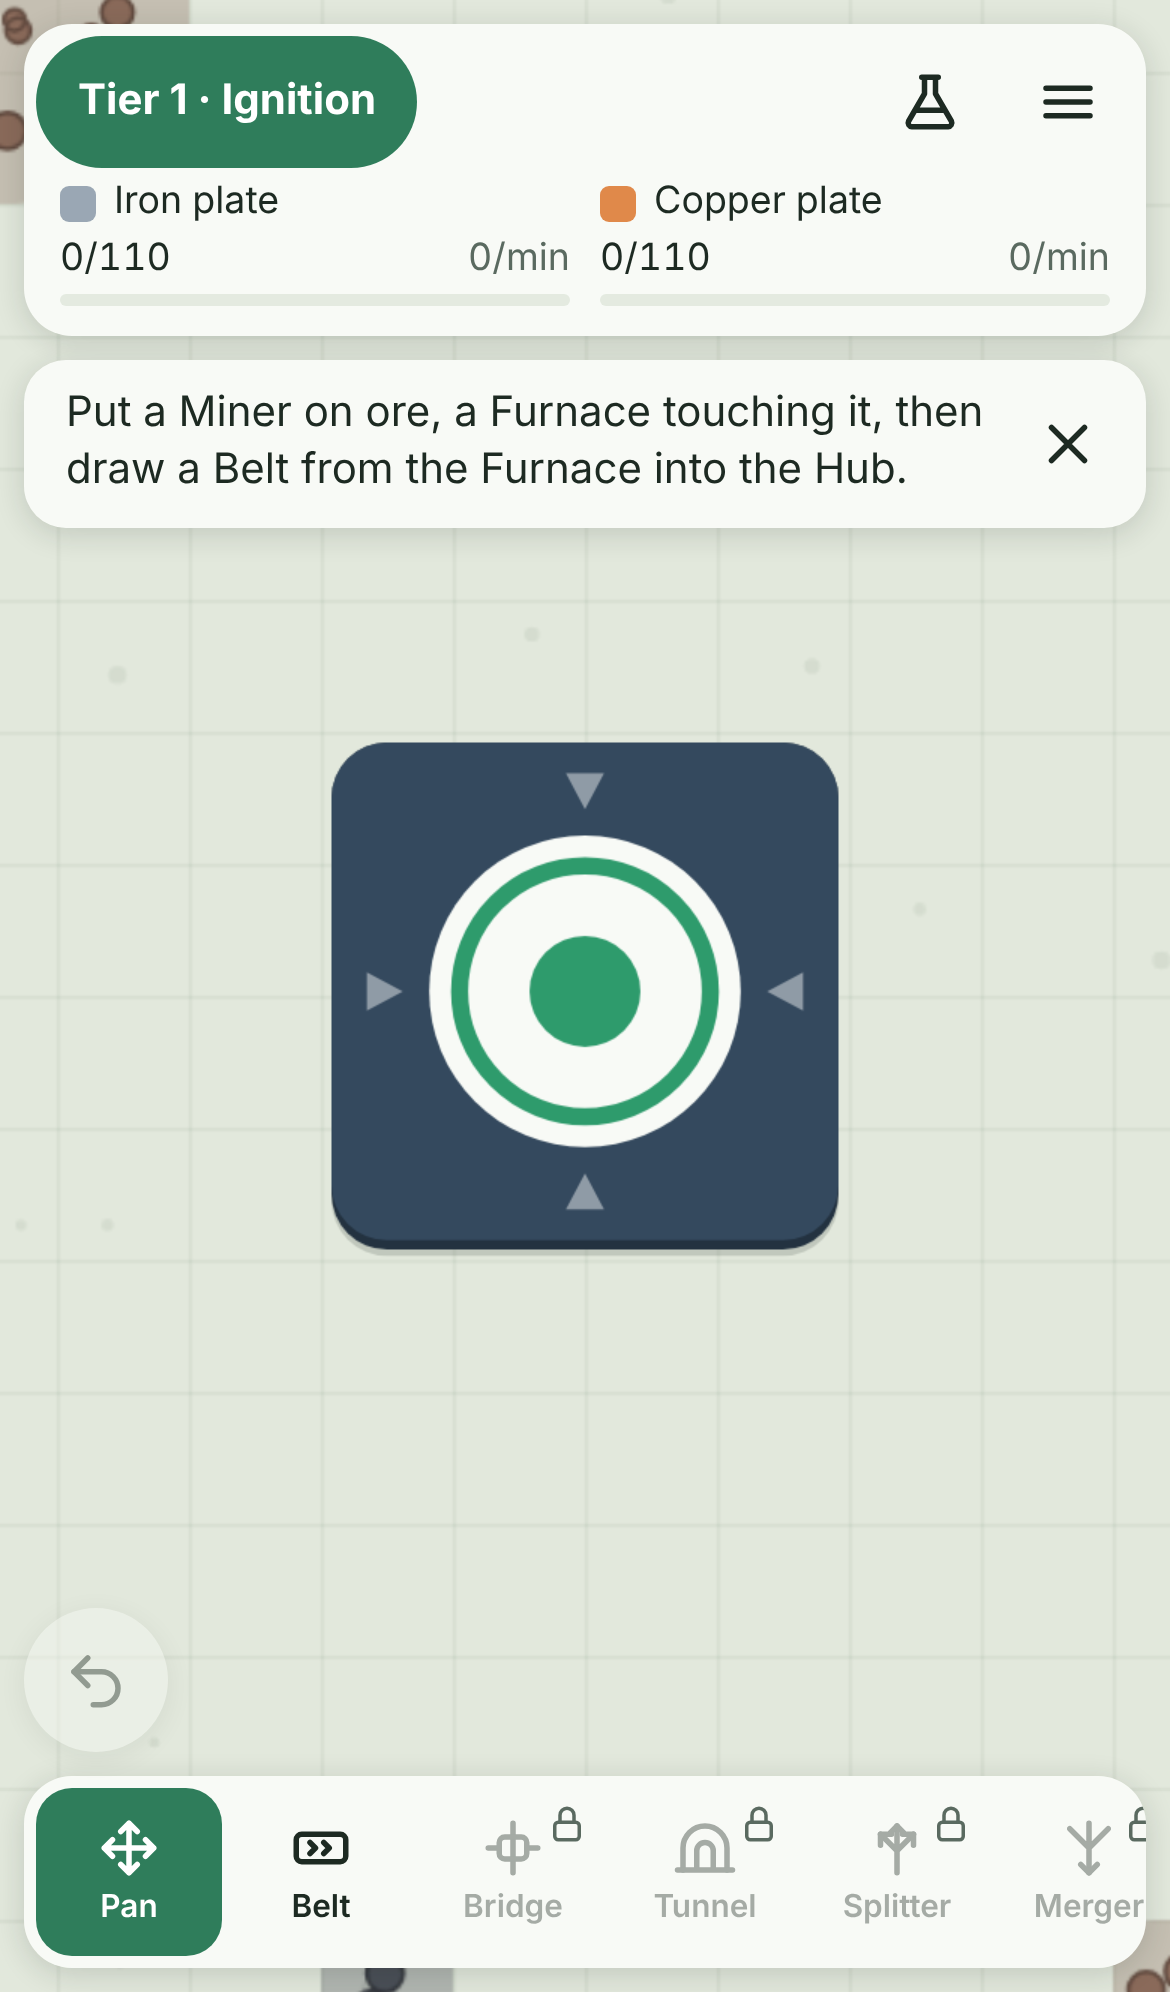 Tier 1 · Ignition
Iron plate
0/110 0/min
Copper plate
0/110 0/min
Put a Miner on ore, a Furnace touching it, then
draw a Belt from the Furnace into the Hub.
Pan
Belt
Bridge
Tunnel
Splitter
Merger